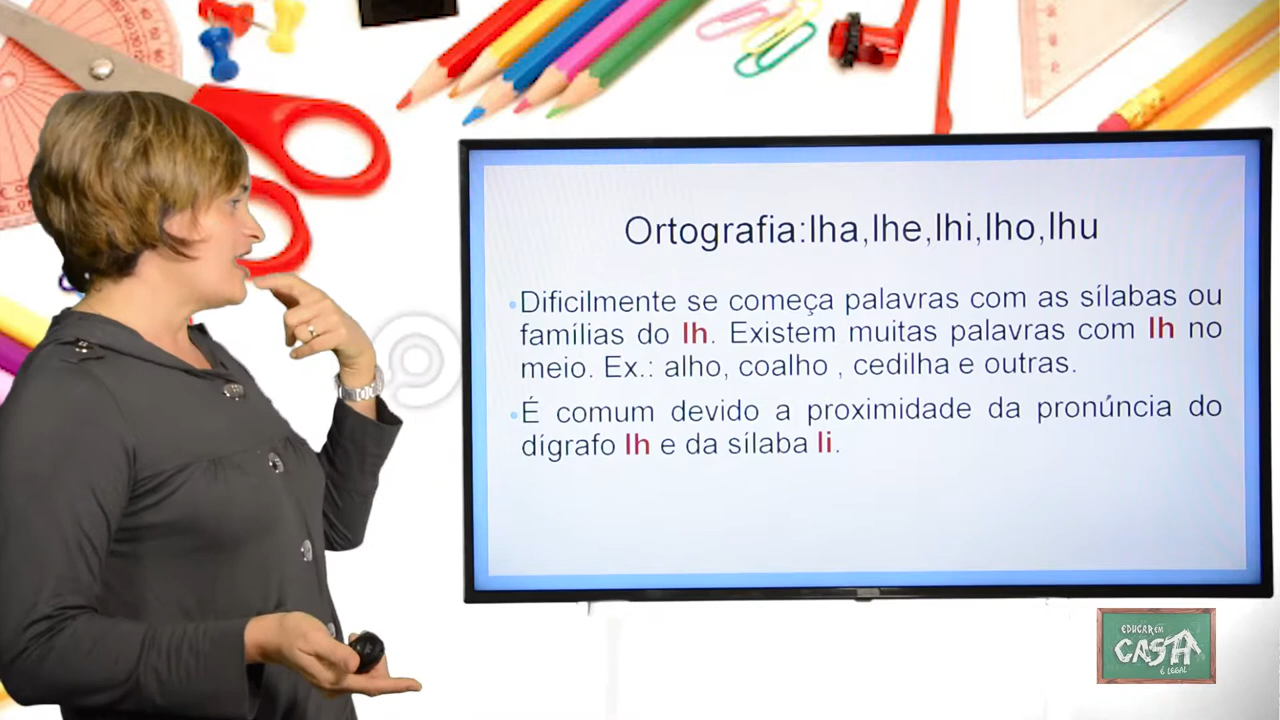 Ortografia:lha,lhe,lhi,lho,lhu
•Dificilmente se começa palavras com as sílabas ou
famílias do lh. Existem muitas palavras com lh no
meio. Ex.: alho, coalho , cedilha e outras.
•É comum devido a proximidade da pronúncia do
dígrafo lh e da sílaba li.
EDUCAR EM
CASA
É LEGAL